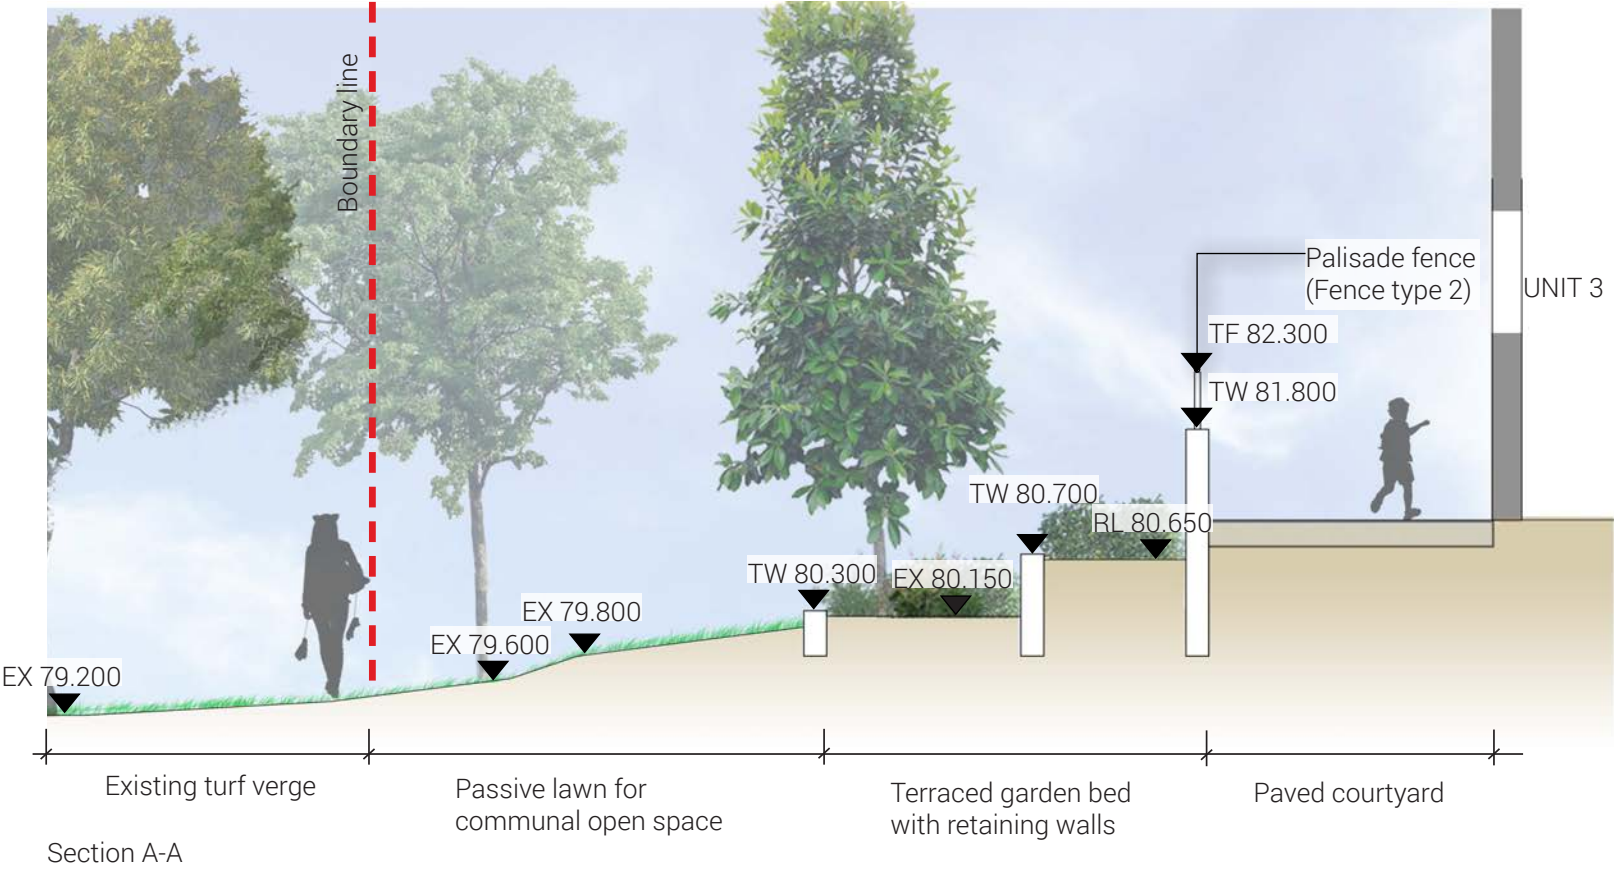 Boundary line
Palisade fence
(Fence type 2)
UNIT 3
TF 82.300
TW 81.800
TW 80.700
RL 80.650
TW 80.300
EX 80.150
EX 79.800
EX 79.600
EX 79.200
Existing turf verge
Passive lawn for
communal open space
Terraced garden bed
with retaining walls
Paved courtyard
Section A-A